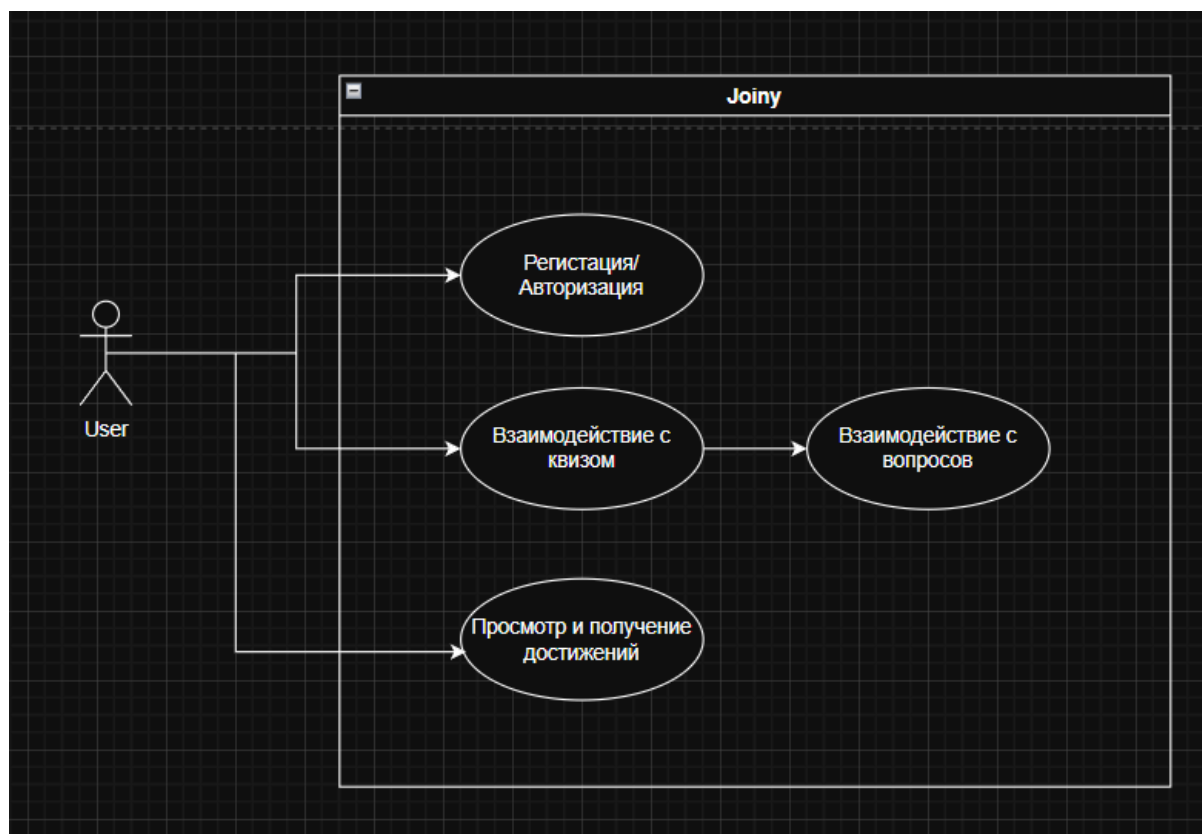 Joiny
Регистация/
Авторизация
User
Взаимодействие с
квизом
Взаимодействие с
вопросов
Просмотр и получение
достижений